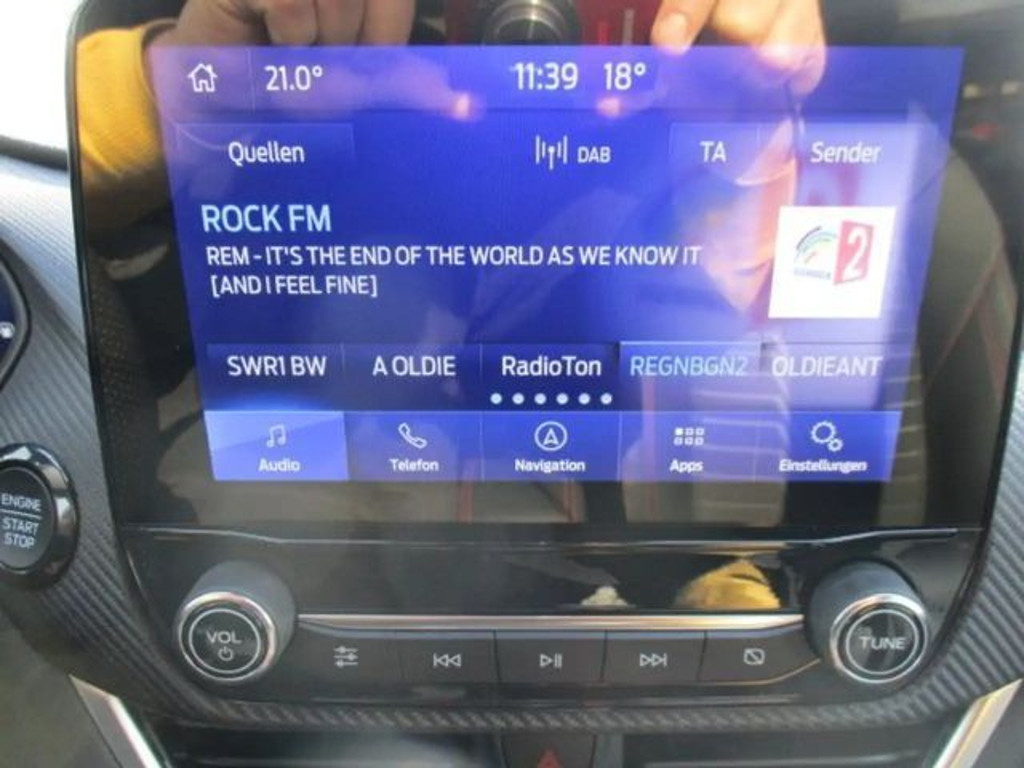 21.0° 11:39 18°
Quellen DAB TA Sender
ROCK FM
REM - IT'S THE END OF THE WORLD AS WE KNOW IT
[AND I FEEL FINE]
2
SWR1 BW A OLDIE RadioTon REGNBGN2 OLDIEANT
Audio Telefon Navigation Apps Einstellungen
ENGINE
START
STOP
VOL
TUNE